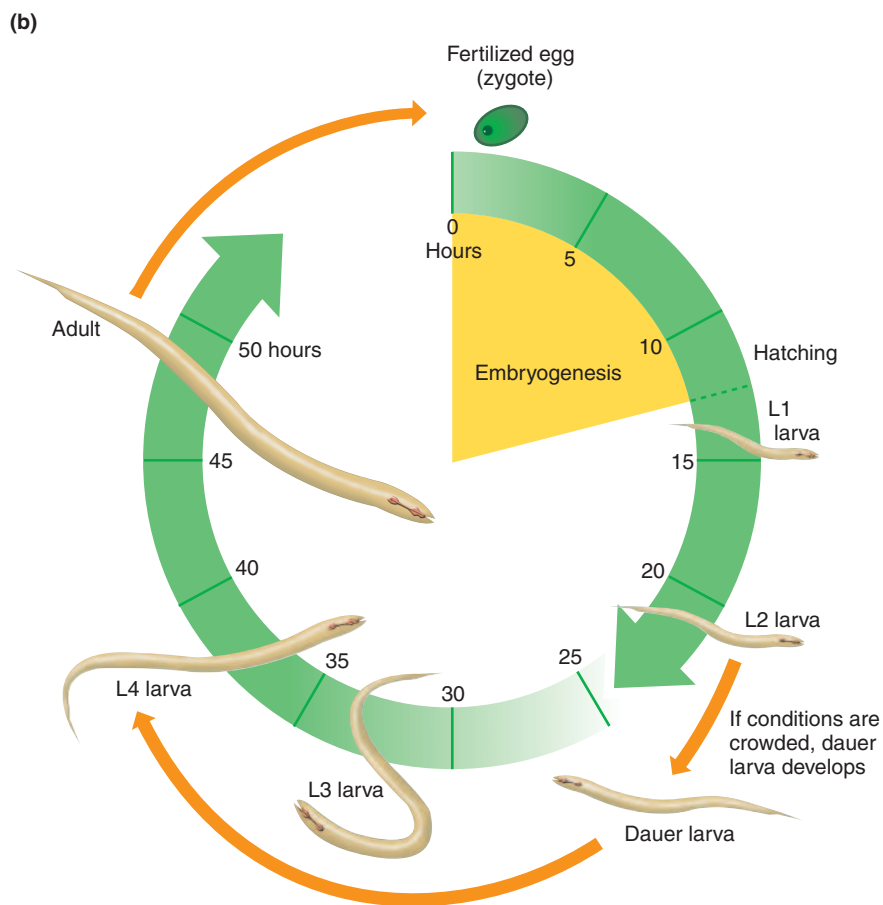 (b)
Fertilized egg
(zygote)
0
Hours
5
10
Embryogenesis
Hatching
L1
larva
15
20
L2 larva
25
If conditions are
crowded, dauer
larva develops
Dauer larva
30
L3 larva
35
L4 larva
40
45
50 hours
Adult